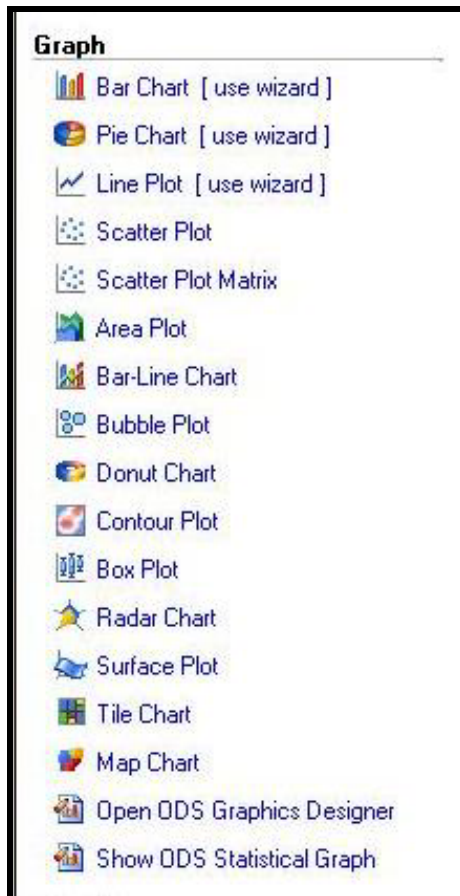 Graph
Bar Chart [ use wizard ]
Pie Chart [ use wizard ]
Line Plot [ use wizard ]
Scatter Plot
Scatter Plot Matrix
Area Plot
Bar-Line Chart
Bubble Plot
Donut Chart
Contour Plot
Box Plot
Radar Chart
Surface Plot
Tile Chart
Map Chart
Open ODS Graphics Designer
Show ODS Statistical Graph